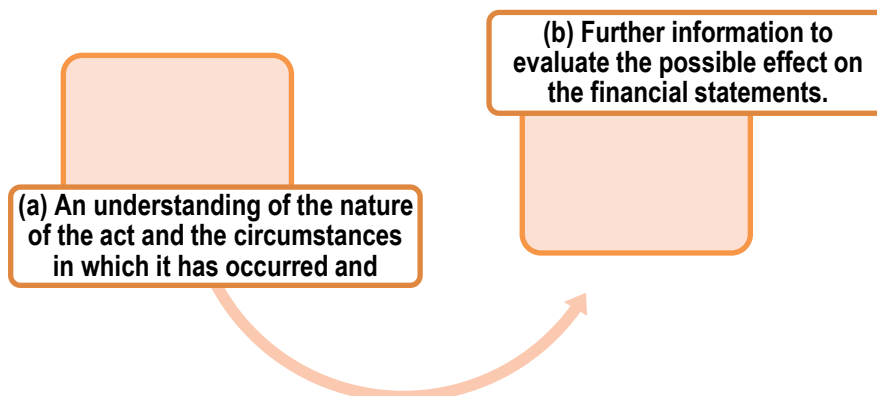 (a) An understanding of the nature
of the act and the circumstances
in which it has occurred and
(b) Further information to
evaluate the possible effect on
the financial statements.